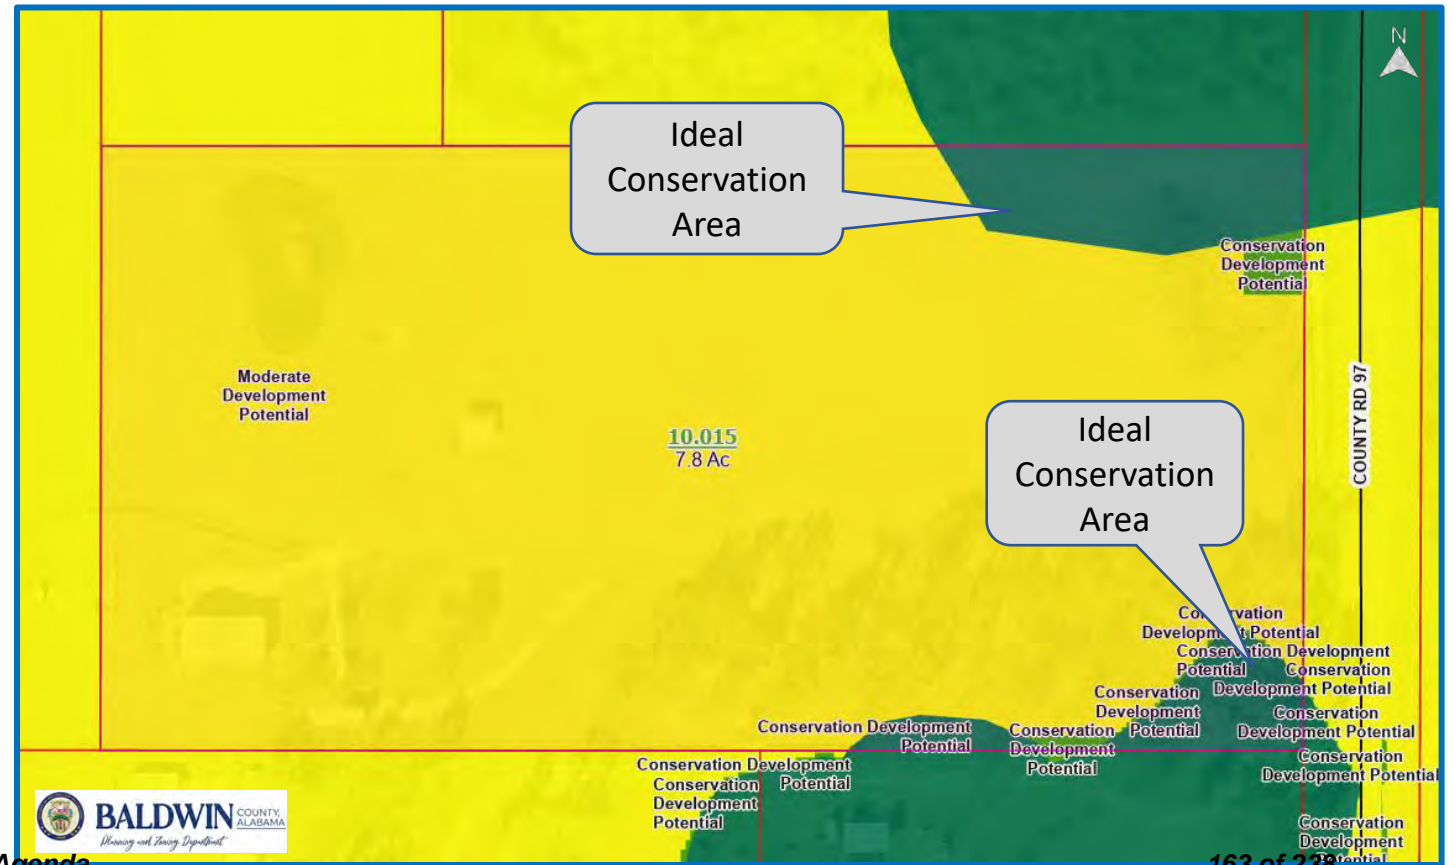 N
Ideal
Conservation
Area
Conservation
Development
Potential
Moderate
Development
Potential
COUNTY RD 97
10.015
7.8 Ac
Ideal
Conservation
Area
Conservation
Development Potential
Conservation Development
Potential
Conservation
Development Potential
Conservation
Development
Potential
Conservation
Development Potential
Conservation Development
Potential
Conservation
Development
Potential
Conservation
Development Potential
Conservation Development
Potential
Conservation
Development
Potential
Conservation
Development
Potential
BALDWIN COUNTY,
ALABAMA
Planning and Zoning Department
Agenda
163 of 228